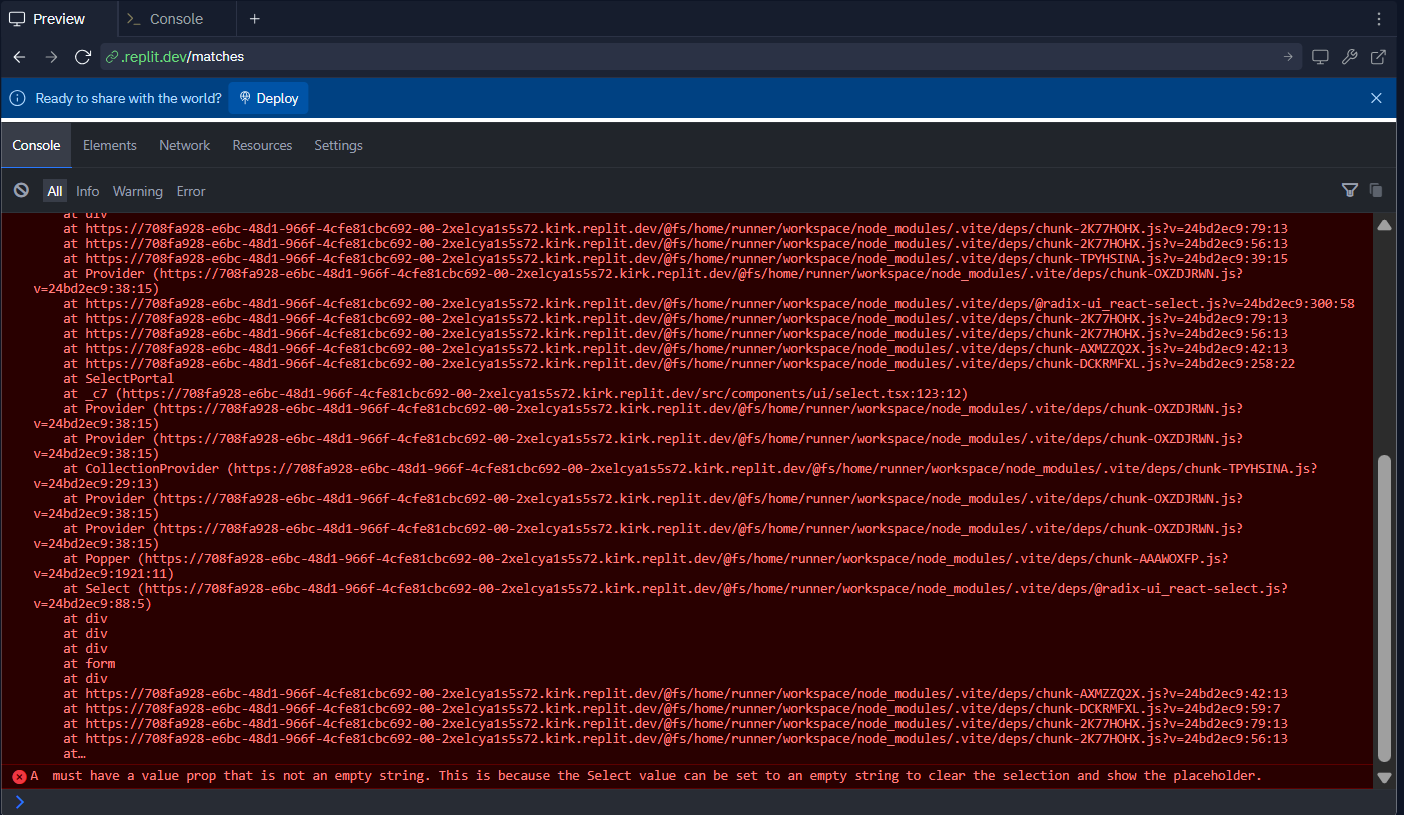 Preview
Console
.replit.dev/matches
Ready to share with the world?
Deploy
Console
Elements
Network
Resources
Settings
All
Info
Warning
Error
at div
at https://708fa928-e6bc-48d1-966f-4cfe81cbc692-00-2xelcya1s5s72.kirk.replit.dev/@fs/home/runner/workspace/node_modules/.vite/deps/chunk-2K77HOHX.js?v=24bd2ec9:79:13
at https://708fa928-e6bc-48d1-966f-4cfe81cbc692-00-2xelcya1s5s72.kirk.replit.dev/@fs/home/runner/workspace/node_modules/.vite/deps/chunk-2K77HOHX.js?v=24bd2ec9:56:13
at https://708fa928-e6bc-48d1-966f-4cfe81cbc692-00-2xelcya1s5s72.kirk.replit.dev/@fs/home/runner/workspace/node_modules/.vite/deps/chunk-TPYHSINA.js?v=24bd2ec9:39:15
at Provider (https://708fa928-e6bc-48d1-966f-4cfe81cbc692-00-2xelcya1s5s72.kirk.replit.dev/@fs/home/runner/workspace/node_modules/.vite/deps/chunk-OXZDJRWN.js?
v=24bd2ec9:38:15)
at https://708fa928-e6bc-48d1-966f-4cfe81cbc692-00-2xelcya1s5s72.kirk.replit.dev/@fs/home/runner/workspace/node_modules/.vite/deps/@radix-ui_react-select.js?v=24bd2ec9:300:58
at https://708fa928-e6bc-48d1-966f-4cfe81cbc692-00-2xelcya1s5s72.kirk.replit.dev/@fs/home/runner/workspace/node_modules/.vite/deps/chunk-2K77HOHX.js?v=24bd2ec9:79:13
at https://708fa928-e6bc-48d1-966f-4cfe81cbc692-00-2xelcya1s5s72.kirk.replit.dev/@fs/home/runner/workspace/node_modules/.vite/deps/chunk-2K77HOHX.js?v=24bd2ec9:56:13
at https://708fa928-e6bc-48d1-966f-4cfe81cbc692-00-2xelcya1s5s72.kirk.replit.dev/@fs/home/runner/workspace/node_modules/.vite/deps/chunk-AXMZZQ2X.js?v=24bd2ec9:42:13
at https://708fa928-e6bc-48d1-966f-4cfe81cbc692-00-2xelcya1s5s72.kirk.replit.dev/@fs/home/runner/workspace/node_modules/.vite/deps/chunk-DCKRMFXL.js?v=24bd2ec9:258:22
at SelectPortal
at _c7 (https://708fa928-e6bc-48d1-966f-4cfe81cbc692-00-2xelcya1s5s72.kirk.replit.dev/src/components/ui/select.tsx:123:12)
at Provider (https://708fa928-e6bc-48d1-966f-4cfe81cbc692-00-2xelcya1s5s72.kirk.replit.dev/@fs/home/runner/workspace/node_modules/.vite/deps/chunk-OXZDJRWN.js?
v=24bd2ec9:38:15)
at Provider (https://708fa928-e6bc-48d1-966f-4cfe81cbc692-00-2xelcya1s5s72.kirk.replit.dev/@fs/home/runner/workspace/node_modules/.vite/deps/chunk-OXZDJRWN.js?
v=24bd2ec9:38:15)
at CollectionProvider (https://708fa928-e6bc-48d1-966f-4cfe81cbc692-00-2xelcya1s5s72.kirk.replit.dev/@fs/home/runner/workspace/node_modules/.vite/deps/chunk-TPYHSINA.js?
v=24bd2ec9:29:13)
at Provider (https://708fa928-e6bc-48d1-966f-4cfe81cbc692-00-2xelcya1s5s72.kirk.replit.dev/@fs/home/runner/workspace/node_modules/.vite/deps/chunk-OXZDJRWN.js?
v=24bd2ec9:38:15)
at Provider (https://708fa928-e6bc-48d1-966f-4cfe81cbc692-00-2xelcya1s5s72.kirk.replit.dev/@fs/home/runner/workspace/node_modules/.vite/deps/chunk-OXZDJRWN.js?
v=24bd2ec9:38:15)
at Popper (https://708fa928-e6bc-48d1-966f-4cfe81cbc692-00-2xelcya1s5s72.kirk.replit.dev/@fs/home/runner/workspace/node_modules/.vite/deps/chunk-AAAWOXFP.js?
v=24bd2ec9:1921:11)
at Select (https://708fa928-e6bc-48d1-966f-4cfe81cbc692-00-2xelcya1s5s72.kirk.replit.dev/@fs/home/runner/workspace/node_modules/.vite/deps/@radix-ui_react-select.js?
v=24bd2ec9:88:5)
at div
at div
at div
at form
at div
at https://708fa928-e6bc-48d1-966f-4cfe81cbc692-00-2xelcya1s5s72.kirk.replit.dev/@fs/home/runner/workspace/node_modules/.vite/deps/chunk-AXMZZQ2X.js?v=24bd2ec9:42:13
at https://708fa928-e6bc-48d1-966f-4cfe81cbc692-00-2xelcya1s5s72.kirk.replit.dev/@fs/home/runner/workspace/node_modules/.vite/deps/chunk-DCKRMFXL.js?v=24bd2ec9:59:7
at https://708fa928-e6bc-48d1-966f-4cfe81cbc692-00-2xelcya1s5s72.kirk.replit.dev/@fs/home/runner/workspace/node_modules/.vite/deps/chunk-2K77HOHX.js?v=24bd2ec9:79:13
at https://708fa928-e6bc-48d1-966f-4cfe81cbc692-00-2xelcya1s5s72.kirk.replit.dev/@fs/home/runner/workspace/node_modules/.vite/deps/chunk-2K77HOHX.js?v=24bd2ec9:56:13
at…
A must have a value prop that is not an empty string. This is because the Select value can be set to an empty string to clear the selection and show the placeholder.